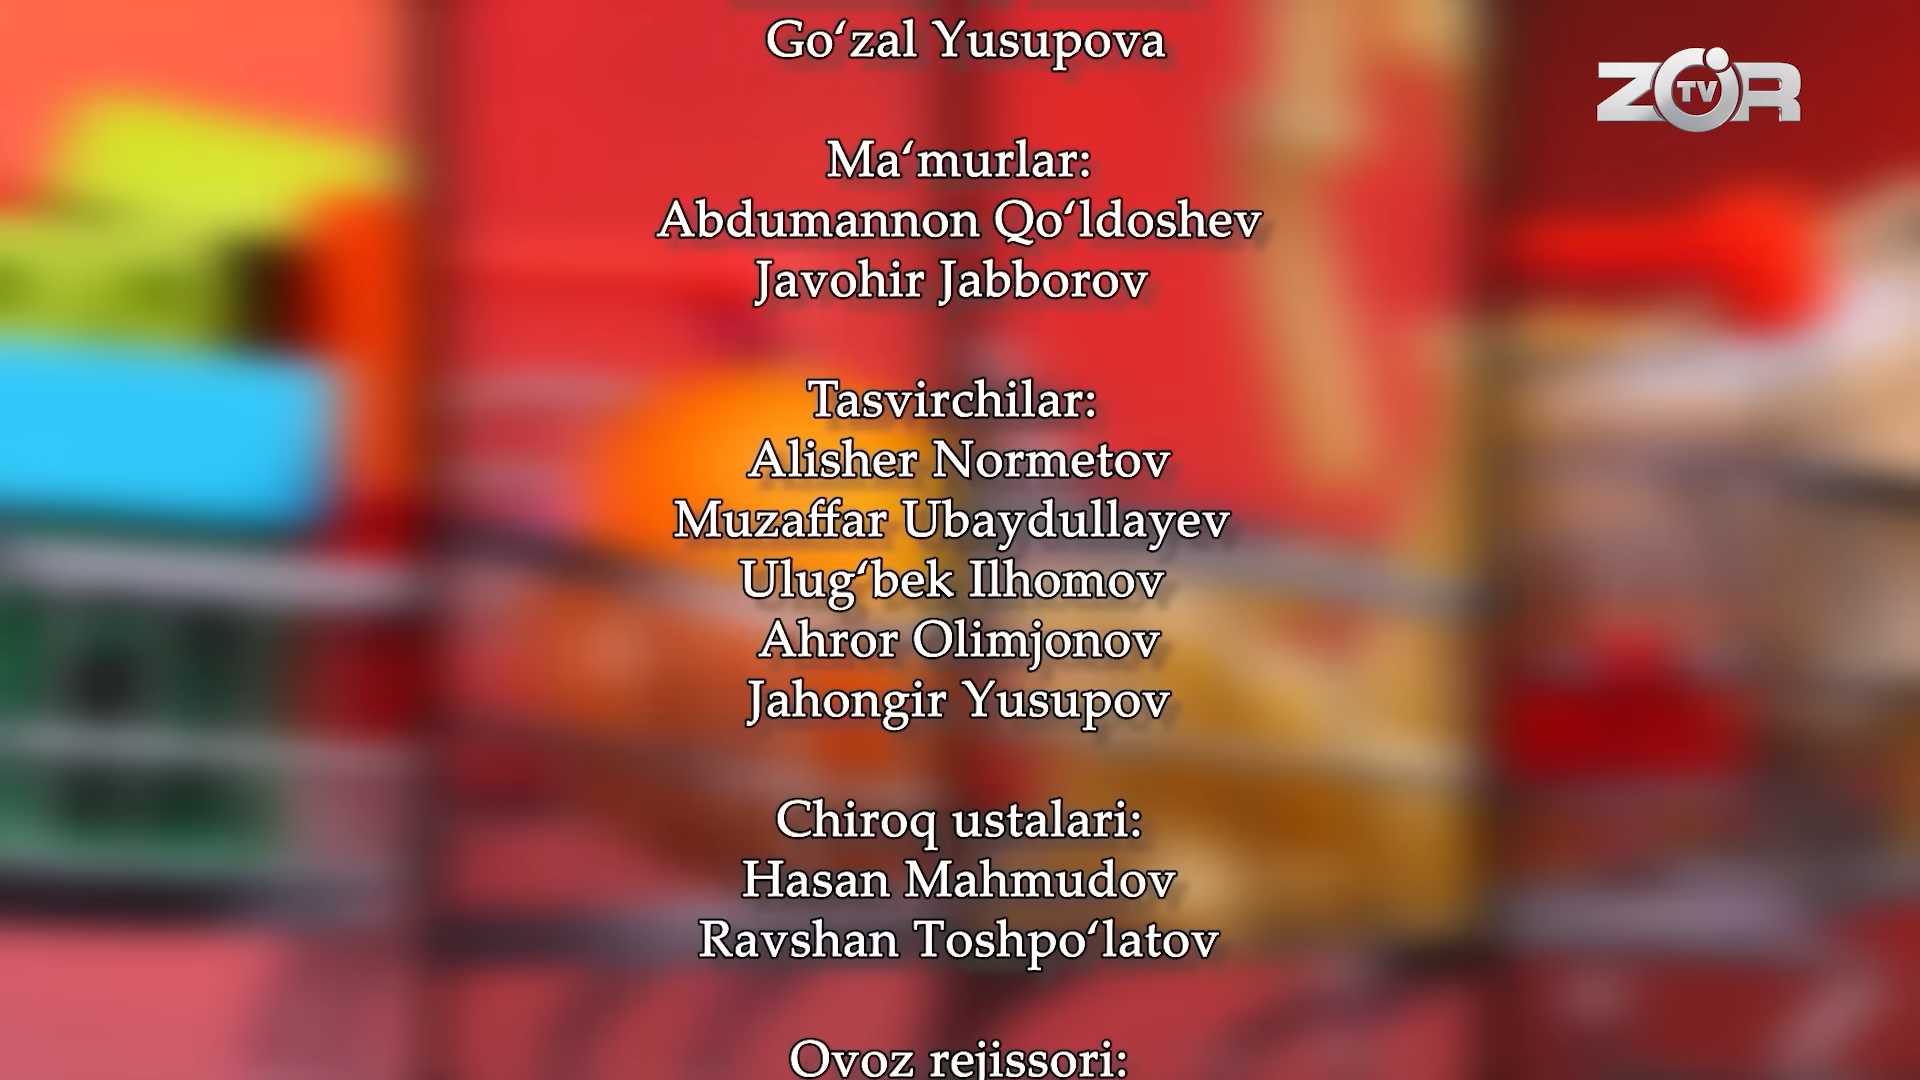 Go‘zal Yusupova
ZO'R TV
Ma‘murlar:
Abdumannon Qo‘ldoshev
Javohir Jabborov
Tasvirchilar:
Alisher Normetov
Muzaffar Ubaydullayev
Ulug‘bek Ilhomov
Ahror Olimjonov
Jahongir Yusupov
Chiroq ustalari:
Hasan Mahmudov
Ravshan Toshpo‘latov
Ovoz rejissori: